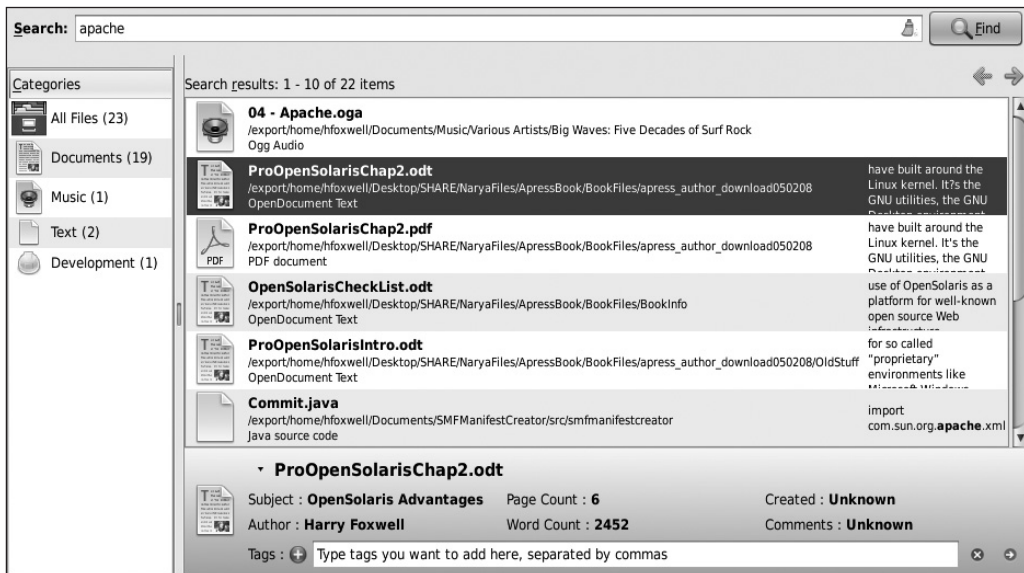 Search: apache Find
Categories
All Files (23)
Documents (19)
Music (1)
Text (2)
Development (1)
Search results: 1 - 10 of 22 items
04 - Apache.oga
/export/home/hfoxwell/Documents/Music/Various Artists/Big Waves: Five Decades of Surf Rock
Ogg Audio
ProOpenSolarisChap2.odt
/export/home/hfoxwell/Desktop/SHARE/NaryaFiles/ApressBook/BookFiles/apress_author_download050208
OpenDocument Text
have built around the
Linux kernel. It?s the
GNU utilities, the GNU
Desktop environment
ProOpenSolarisChap2.pdf
/export/home/hfoxwell/Desktop/SHARE/NaryaFiles/ApressBook/BookFiles/apress_author_download050208
PDF document
PDF
have built around the
Linux kernel. It's the
GNU utilities, the GNU
Desktop environment
OpenSolarisCheckList.odt
/export/home/hfoxwell/Desktop/SHARE/NaryaFiles/ApressBook/BookFiles/BookInfo
OpenDocument Text
use of OpenSolaris as a
platform for well-known
open source Web
infrastructure
ProOpenSolarisIntro.odt
/export/home/hfoxwell/Desktop/SHARE/NaryaFiles/ApressBook/BookFiles/apress_author_download050208/OldStuff
OpenDocument Text
for so called
"proprietary"
environments like
Microsoft Windows
Commit.java
/export/home/hfoxwell/Documents/SMFManifestCreator/src/smfmanifestcreator
Java source code
import
com.sun.org.apache.xml
ProOpenSolarisChap2.odt
Subject : OpenSolaris Advantages Page Count : 6 Created : Unknown
Author : Harry Foxwell Word Count : 2452 Comments : Unknown
Tags : Type tags you want to add here, separated by commas